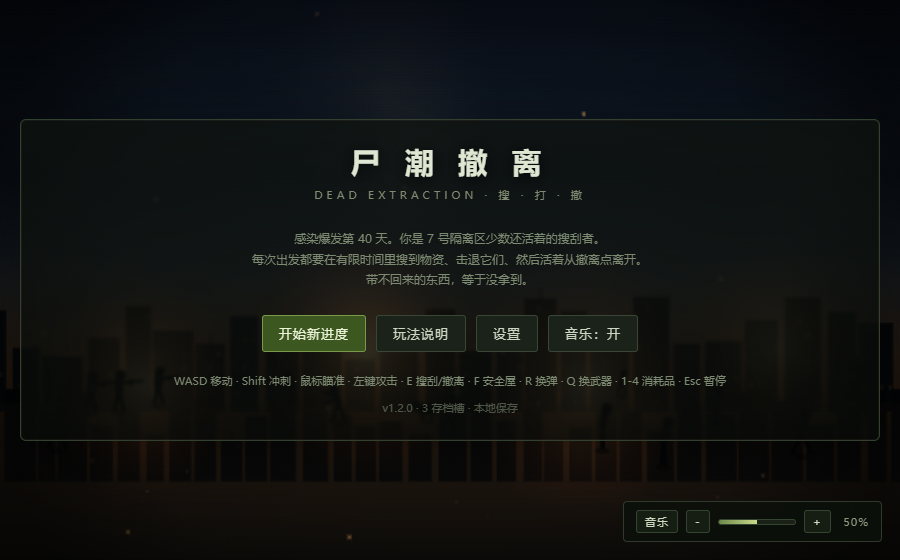 尸潮撤离
DEAD EXTRACTION · 搜 · 打 · 撤
感染爆发第 40 天。你是 7 号隔离区少数还活着的搜刮者。
每次出发都要在有限时间里搜到物资、击退它们、然后活着从撤离点离开。
带不回来的东西，等于没拿到。
开始新进度 玩法说明 设置 音乐：开
WASD 移动 · Shift 冲刺 · 鼠标瞄准 · 左键攻击 · E 搜刮/撤离 · F 安全屋 · R 换弹 · Q 换武器 · 1-4 消耗品 · Esc 暂停
v1.2.0 · 3 存档槽 · 本地保存
音乐 - + 50%